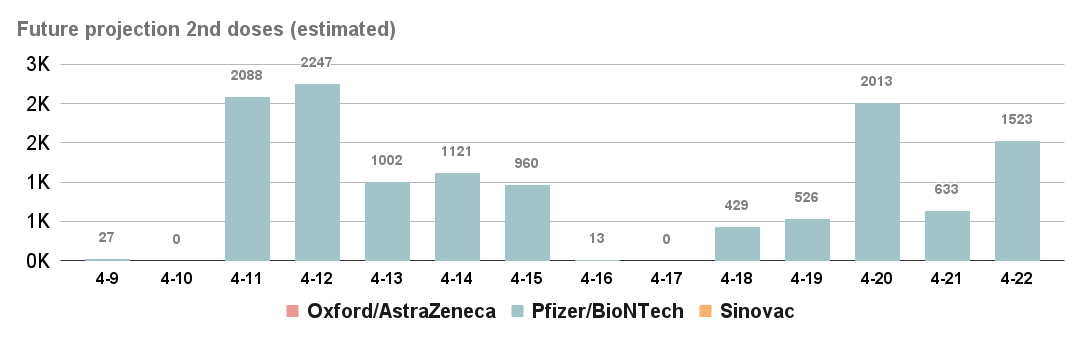 Future projection 2nd doses (estimated)
3K
2K
2K
1K
1K
0K
27 0 2088 2247 1002 1121 960 13 0 429 526 2013 633 1523
4-9 4-10 4-11 4-12 4-13 4-14 4-15 4-16 4-17 4-18 4-19 4-20 4-21 4-22
Oxford/AstraZeneca Pfizer/BioNTech Sinovac